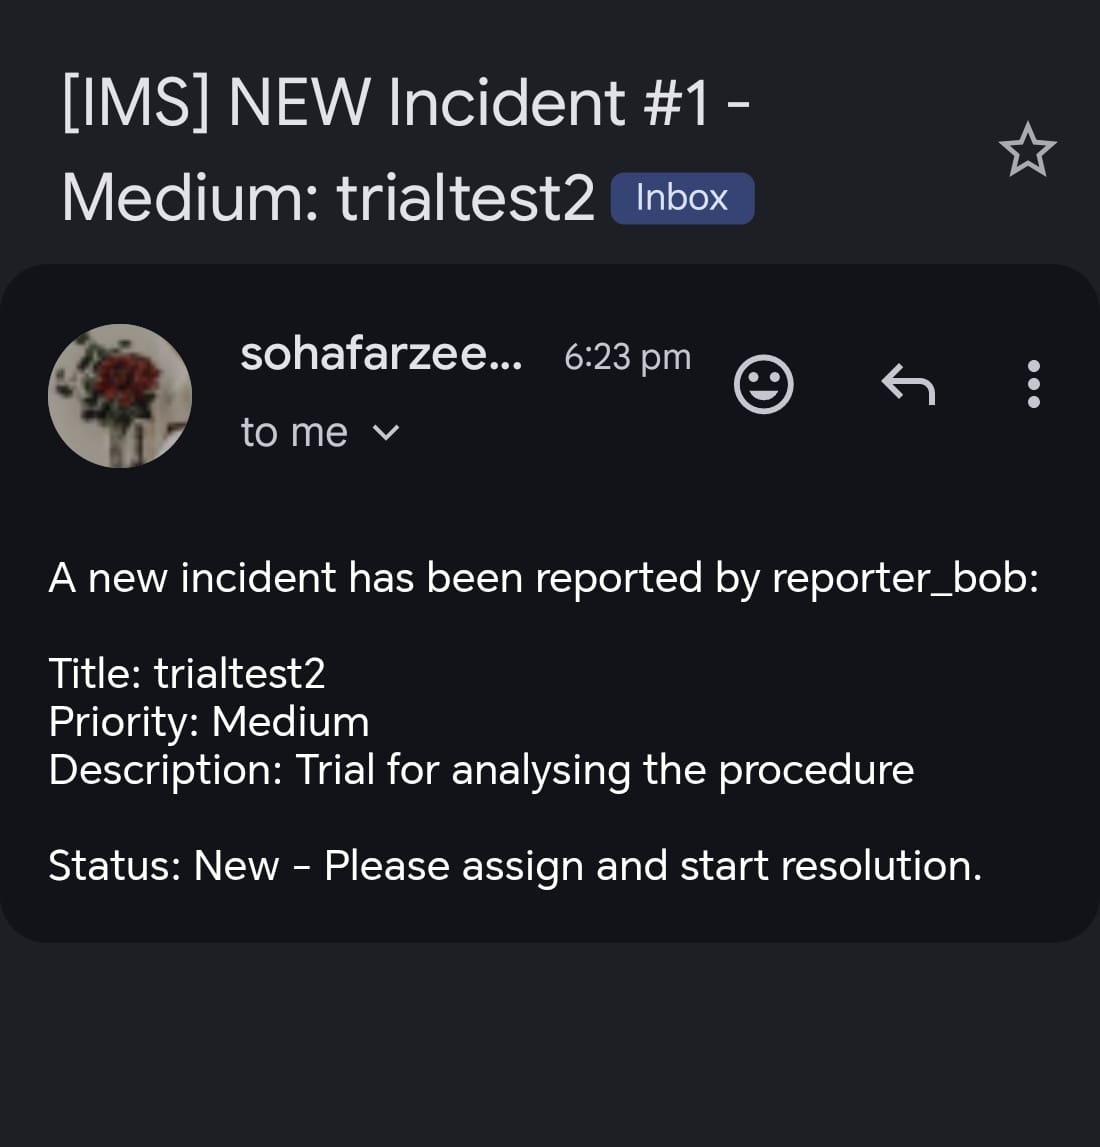 [IMS] NEW Incident #1 -
Medium: trialtest2 Inbox
sohafarzee... 6:23 pm
to me
A new incident has been reported by reporter_bob:
Title: trialtest2
Priority: Medium
Description: Trial for analysing the procedure
Status: New – Please assign and start resolution.